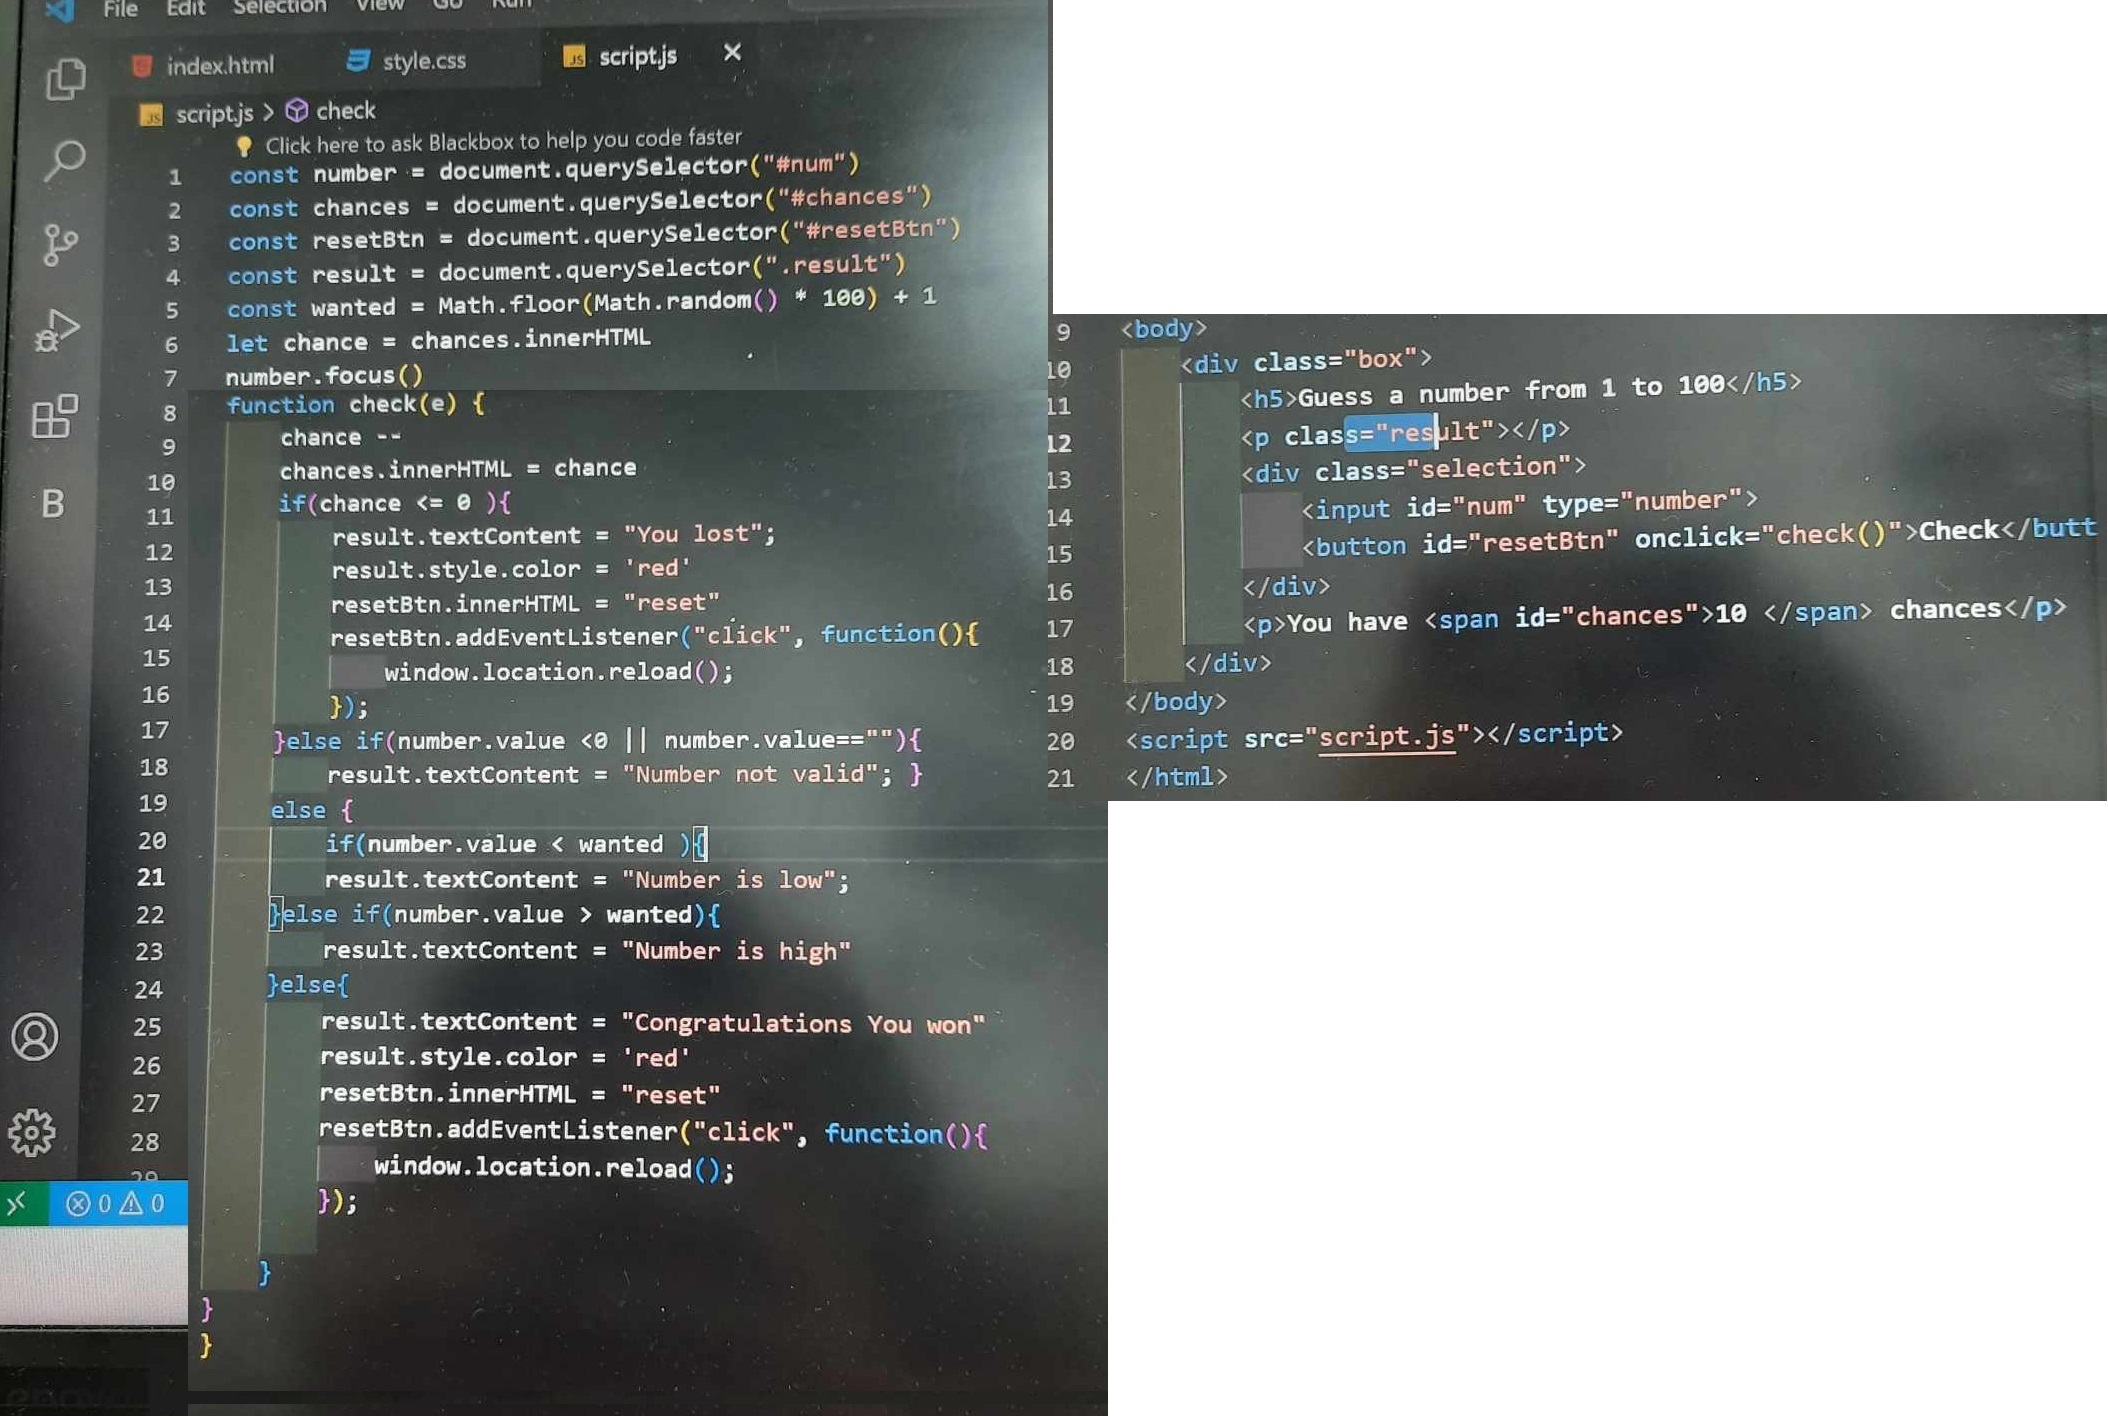 File Edit Selection View Go Run
index.html style.css JS script.js ×
JS script.js > check
Click here to ask Blackbox to help you code faster
1 const number = document.querySelector("#num")
2 const chances = document.querySelector("#chances")
3 const resetBtn = document.querySelector("#resetBtn")
4 const result = document.querySelector(".result")
5 const wanted = Math.floor(Math.random() * 100) + 1
6 let chance = chances.innerHTML
7 number.focus()
8 function check(e) {
9 chance --
10 chances.innerHTML = chance
11 if(chance <= 0 ){
12 result.textContent = "You lost";
13 result.style.color = 'red'
14 resetBtn.innerHTML = "reset"
15 resetBtn.addEventListener("click", function(){
16 window.location.reload();
17 });
18 }else if(number.value <0 || number.value==""){
19 result.textContent = "Number not valid"; }
20 else {
21 if(number.value < wanted ){
22 result.textContent = "Number is low";
23 }else if(number.value > wanted){
24 result.textContent = "Number is high"
25 }else{
26 result.textContent = "Congratulations You won"
27 result.style.color = 'red'
28 resetBtn.innerHTML = "reset"
29 resetBtn.addEventListener("click", function(){
window.location.reload();
});
}
}
}
B
0 0
9 <body>
10 <div class="box">
11 <h5>Guess a number from 1 to 100</h5>
12 <p class="result"></p>
13 <div class="selection">
14 <input id="num" type="number">
15 <button id="resetBtn" onclick="check()">Check</butt
16 </div>
17 <p>You have <span id="chances">10 </span> chances</p>
18 </div>
19 </body>
20 <script src="script.js"></script>
21 </html>